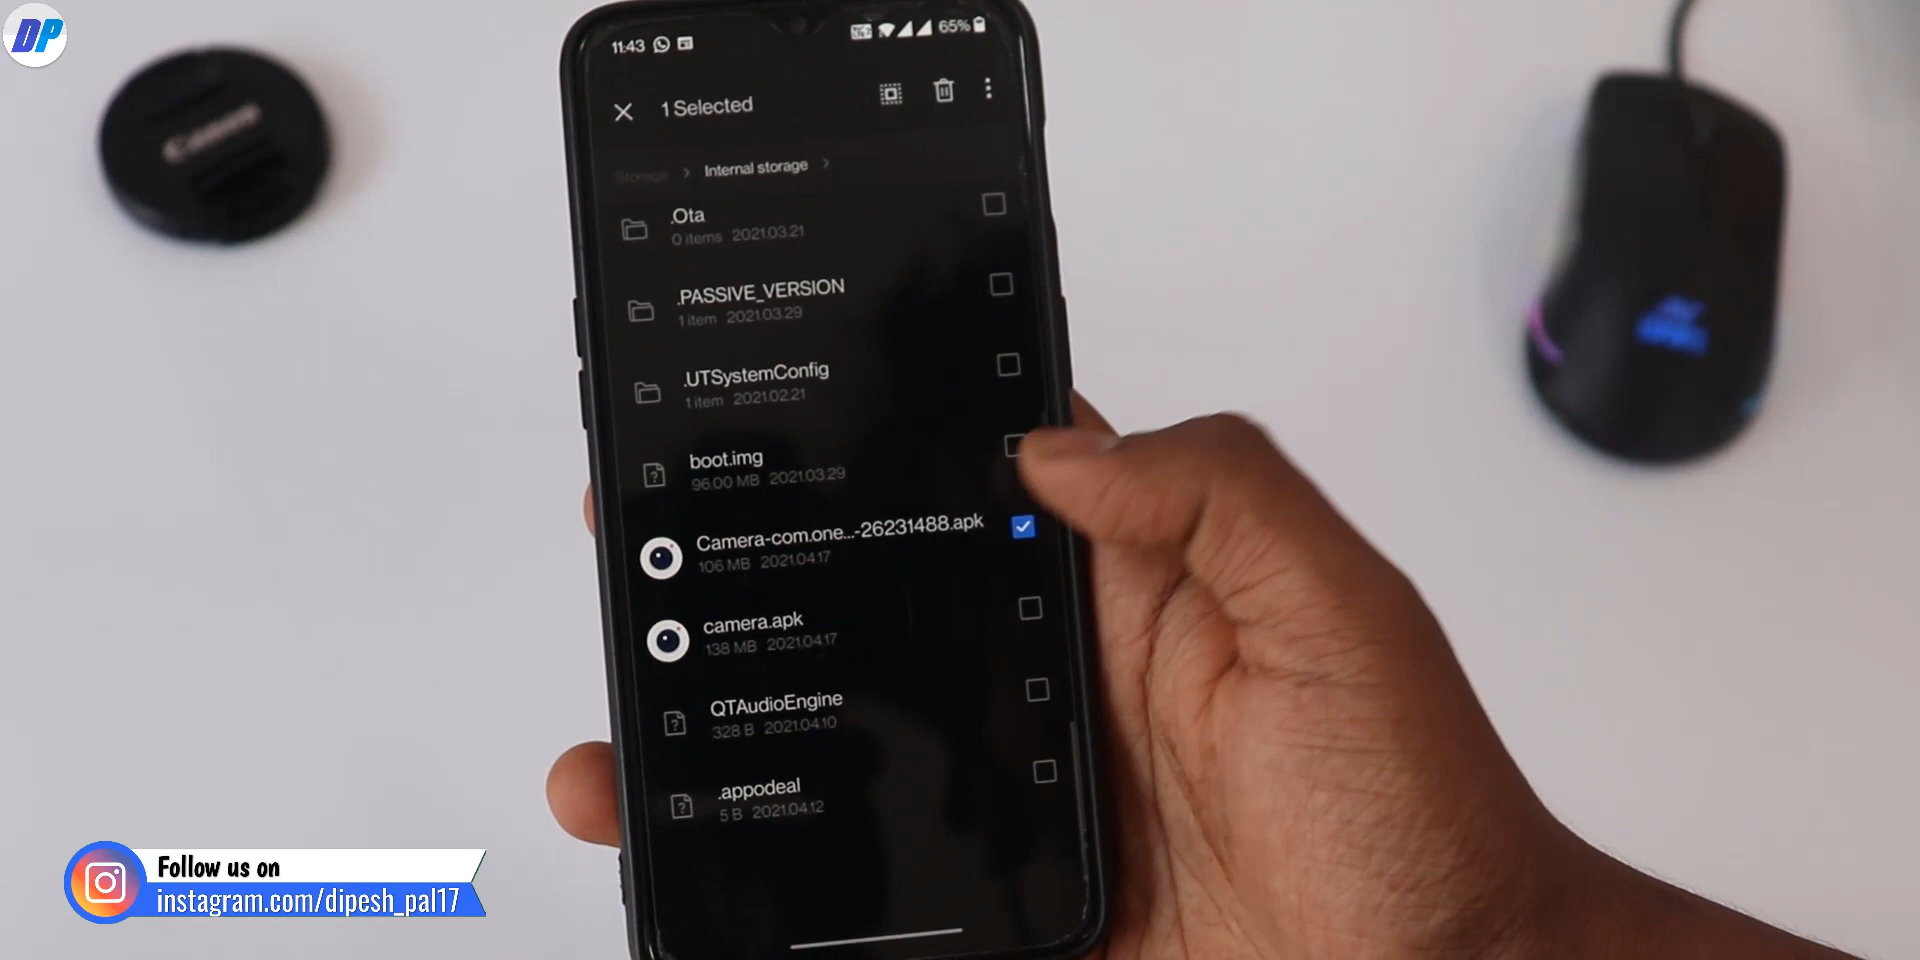 DP
Canon
11:43
65%
1 Selected
Storage > Internal storage >
.Ota
0 items 2021.03.21
.PASSIVE_VERSION
1 item 2021.03.29
.UTSystemConfig
1 item 2021.02.21
boot.img
96.00 MB 2021.03.29
Camera-com.one...-26231488.apk
106 MB 2021.04.17
camera.apk
138 MB 2021.04.17
QTAudioEngine
328 B 2021.04.10
.appodeal
5 B 2021.04.12
Follow us on
instagram.com/dipesh_pal17